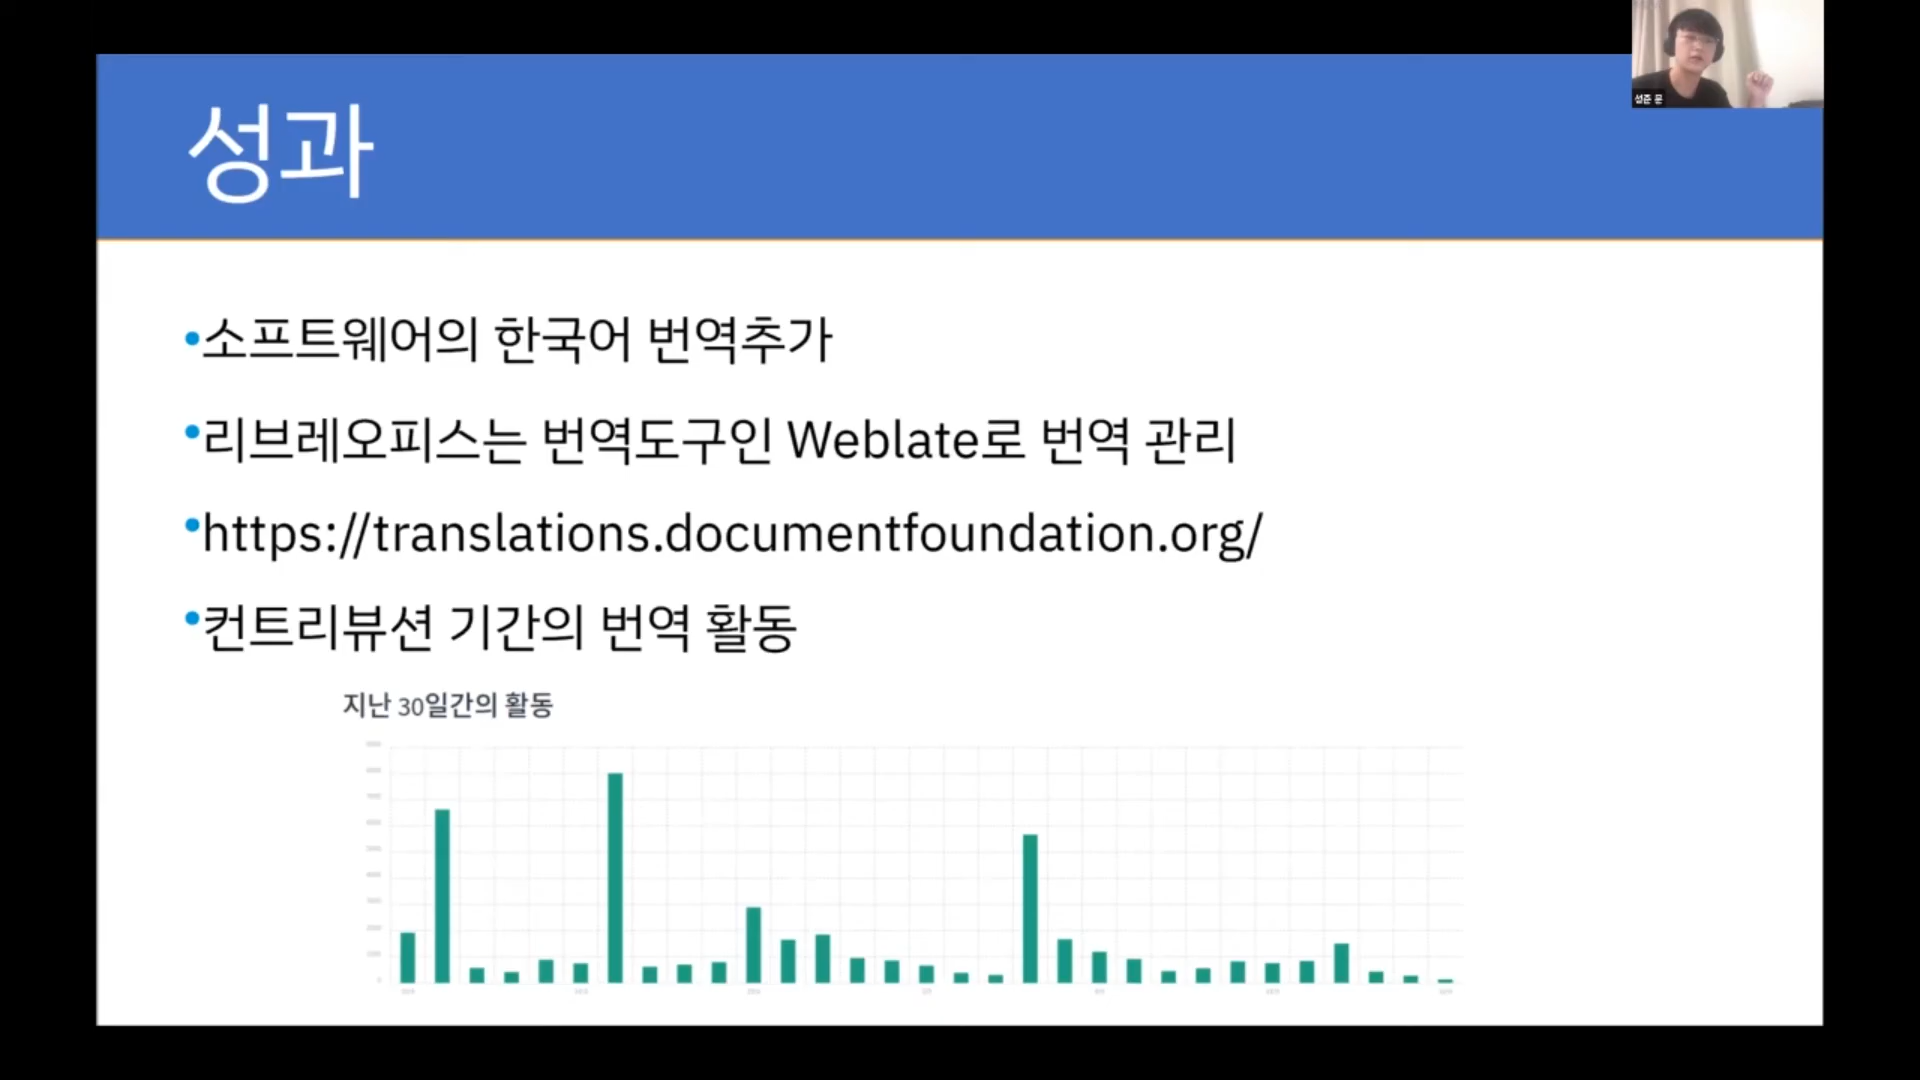 성준 문
성과
•소프트웨어의 한국어 번역추가
•리브레오피스는 번역도구인 Weblate로 번역 관리
•https://translations.documentfoundation.org/
•컨트리뷰션 기간의 번역 활동
지난 30일간의 활동